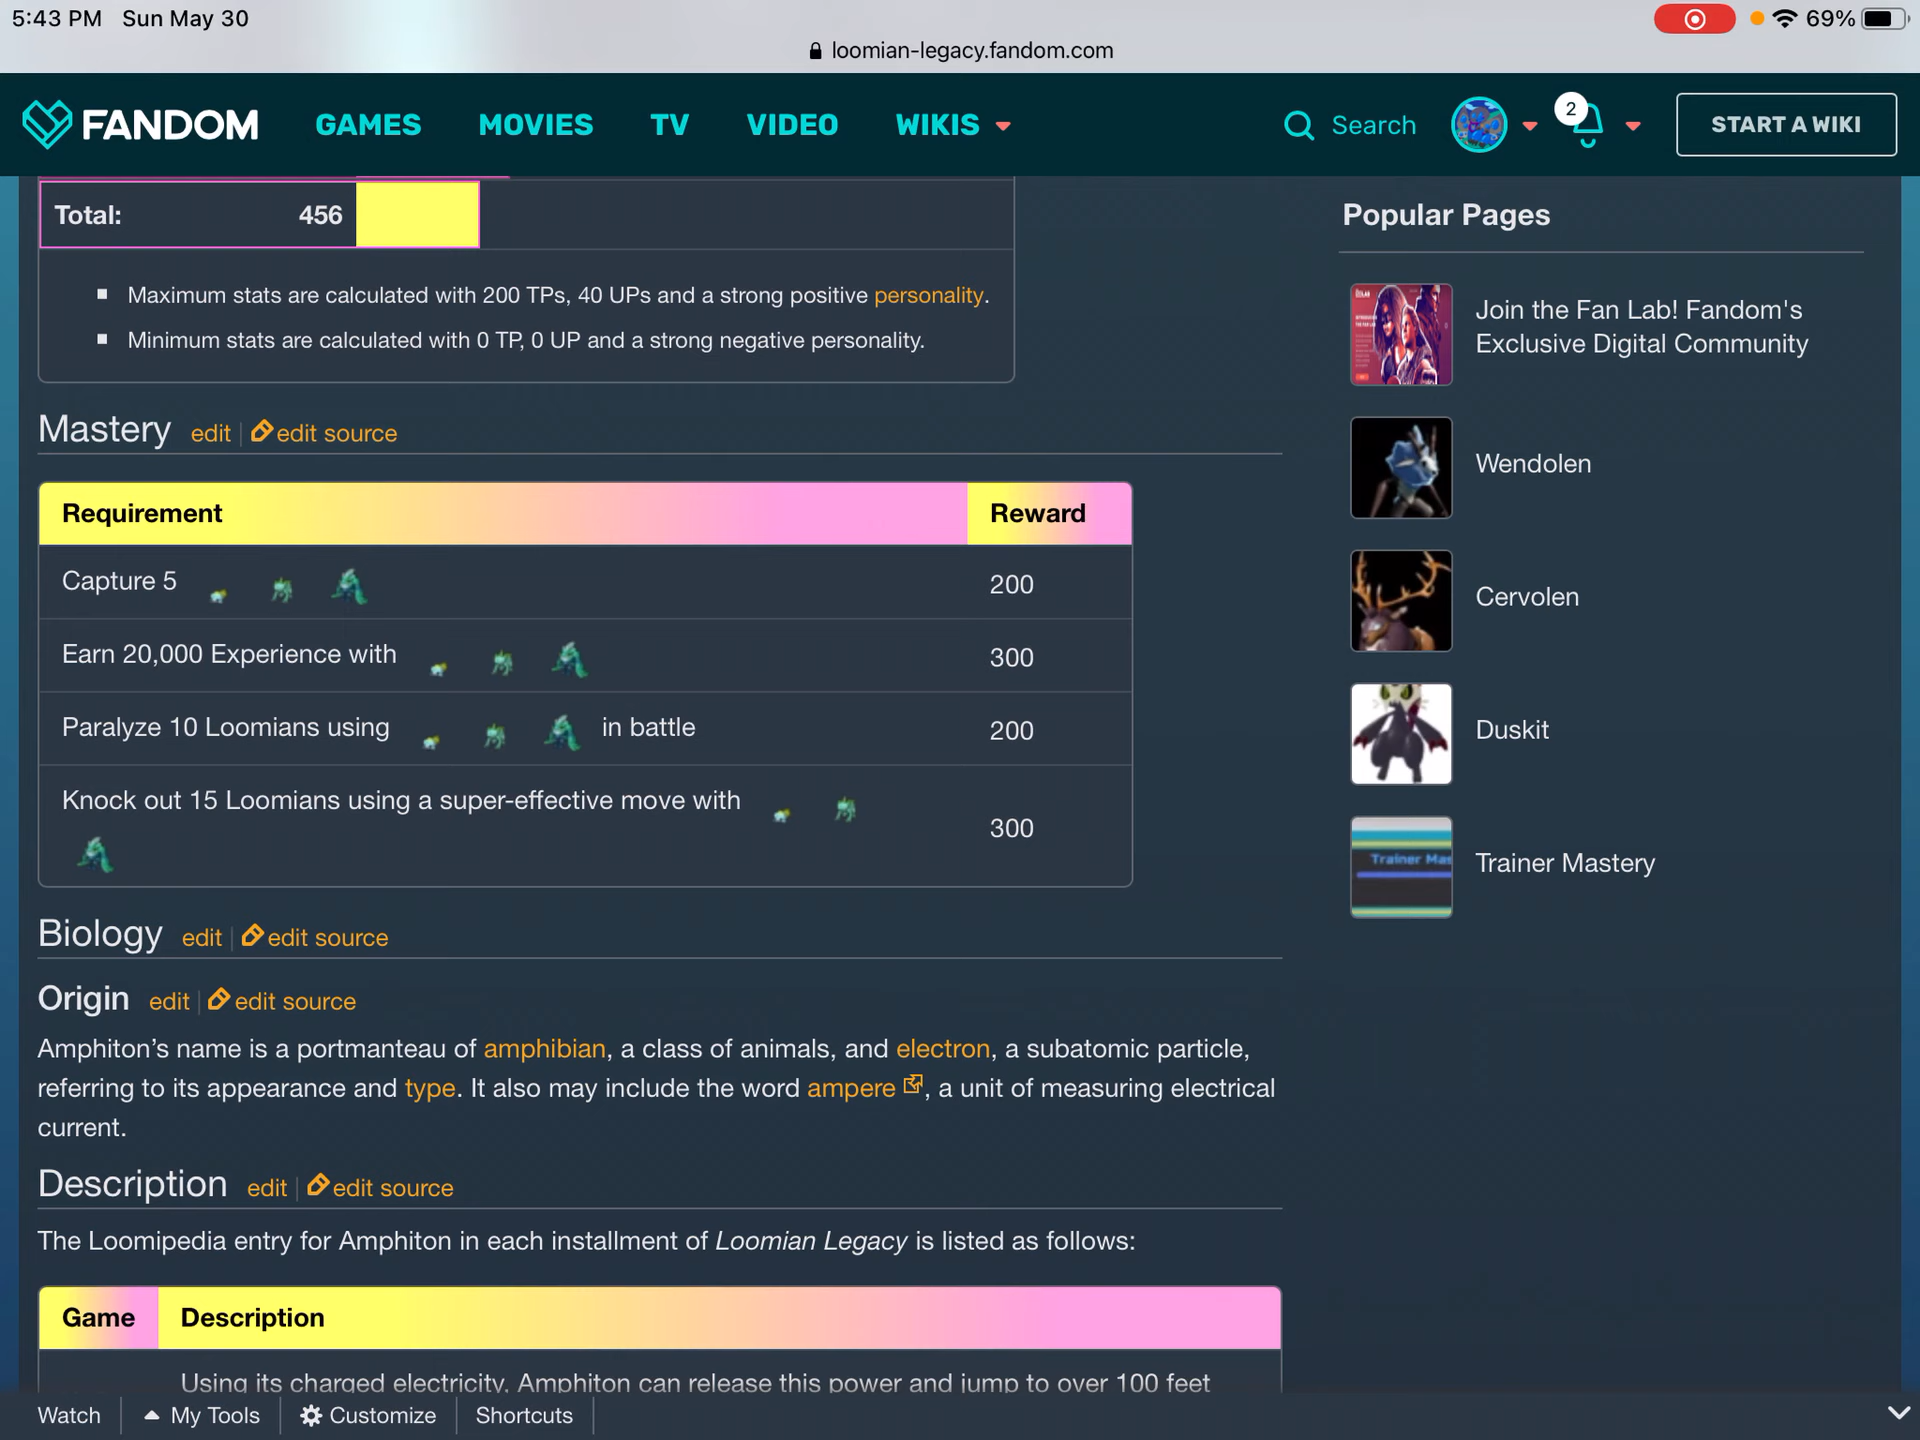 5:43 PM Sun May 30
69%
loomian-legacy.fandom.com
FANDOM GAMES MOVIES TV VIDEO WIKIS Search 2 START A WIKI
Total: 456
Maximum stats are calculated with 200 TPs, 40 UPs and a strong positive personality.
Minimum stats are calculated with 0 TP, 0 UP and a strong negative personality.
Mastery edit | edit source
Requirement Reward
Capture 5 200
Earn 20,000 Experience with 300
Paralyze 10 Loomians using in battle 200
Knock out 15 Loomians using a super-effective move with 300
Biology edit | edit source
Origin edit | edit source
Amphiton’s name is a portmanteau of amphibian, a class of animals, and electron, a subatomic particle,
referring to its appearance and type. It also may include the word ampere, a unit of measuring electrical
current.
Description edit | edit source
The Loomipedia entry for Amphiton in each installment of Loomian Legacy is listed as follows:
Game Description
Using its charged electricity, Amphiton can release this power and jump to over 100 feet
Popular Pages
Join the Fan Lab! Fandom's
Exclusive Digital Community
Wendolen
Cervolen
Duskit
Trainer Mas
Trainer Mastery
Watch My Tools Customize Shortcuts